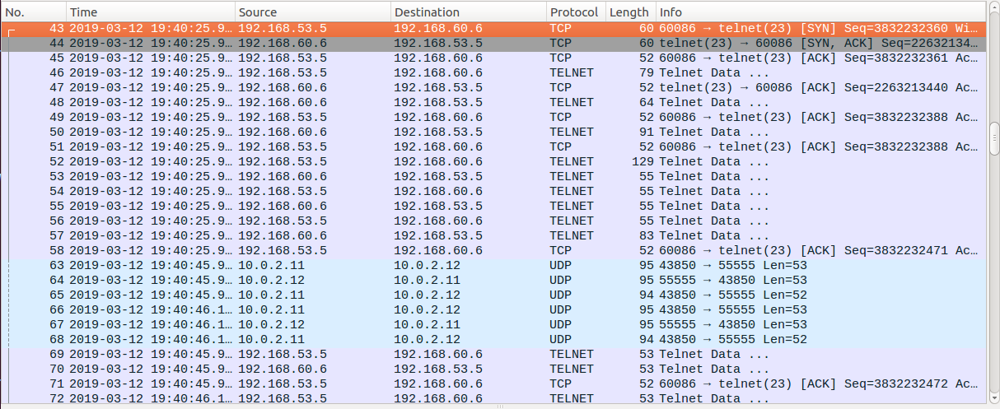 No. Time Source Destination Protocol Length Info
43 2019-03-12 19:40:25.9… 192.168.53.5 192.168.60.6 TCP 60 60086 → telnet(23) [SYN] Seq=3832232360 Wi…
44 2019-03-12 19:40:25.9… 192.168.60.6 192.168.53.5 TCP 60 telnet(23) → 60086 [SYN, ACK] Seq=22632134…
45 2019-03-12 19:40:25.9… 192.168.53.5 192.168.60.6 TCP 52 60086 → telnet(23) [ACK] Seq=3832232361 Ac…
46 2019-03-12 19:40:25.9… 192.168.53.5 192.168.60.6 TELNET 79 Telnet Data ...
47 2019-03-12 19:40:25.9… 192.168.60.6 192.168.53.5 TCP 52 telnet(23) → 60086 [ACK] Seq=2263213440 Ac…
48 2019-03-12 19:40:25.9… 192.168.60.6 192.168.53.5 TELNET 64 Telnet Data ...
49 2019-03-12 19:40:25.9… 192.168.53.5 192.168.60.6 TCP 52 60086 → telnet(23) [ACK] Seq=3832232388 Ac…
50 2019-03-12 19:40:25.9… 192.168.60.6 192.168.53.5 TELNET 91 Telnet Data ...
51 2019-03-12 19:40:25.9… 192.168.53.5 192.168.60.6 TCP 52 60086 → telnet(23) [ACK] Seq=3832232388 Ac…
52 2019-03-12 19:40:25.9… 192.168.53.5 192.168.60.6 TELNET 129 Telnet Data ...
53 2019-03-12 19:40:25.9… 192.168.60.6 192.168.53.5 TELNET 55 Telnet Data ...
54 2019-03-12 19:40:25.9… 192.168.53.5 192.168.60.6 TELNET 55 Telnet Data ...
55 2019-03-12 19:40:25.9… 192.168.60.6 192.168.53.5 TELNET 55 Telnet Data ...
56 2019-03-12 19:40:25.9… 192.168.53.5 192.168.60.6 TELNET 55 Telnet Data ...
57 2019-03-12 19:40:25.9… 192.168.60.6 192.168.53.5 TELNET 83 Telnet Data ...
58 2019-03-12 19:40:25.9… 192.168.53.5 192.168.60.6 TCP 52 60086 → telnet(23) [ACK] Seq=3832232471 Ac…
63 2019-03-12 19:40:45.9… 10.0.2.11 10.0.2.12 UDP 95 43850 → 55555 Len=53
64 2019-03-12 19:40:45.9… 10.0.2.12 10.0.2.11 UDP 95 55555 → 43850 Len=53
65 2019-03-12 19:40:45.9… 10.0.2.11 10.0.2.12 UDP 94 43850 → 55555 Len=52
66 2019-03-12 19:40:46.1… 10.0.2.11 10.0.2.12 UDP 95 43850 → 55555 Len=53
67 2019-03-12 19:40:46.1… 10.0.2.12 10.0.2.11 UDP 95 55555 → 43850 Len=53
68 2019-03-12 19:40:46.1… 10.0.2.11 10.0.2.12 UDP 94 43850 → 55555 Len=52
69 2019-03-12 19:40:45.9… 192.168.53.5 192.168.60.6 TELNET 53 Telnet Data ...
70 2019-03-12 19:40:45.9… 192.168.60.6 192.168.53.5 TELNET 53 Telnet Data ...
71 2019-03-12 19:40:45.9… 192.168.53.5 192.168.60.6 TCP 52 60086 → telnet(23) [ACK] Seq=3832232472 Ac…
72 2019-03-12 19:40:46.1… 192.168.53.5 192.168.60.6 TELNET 53 Telnet Data ...